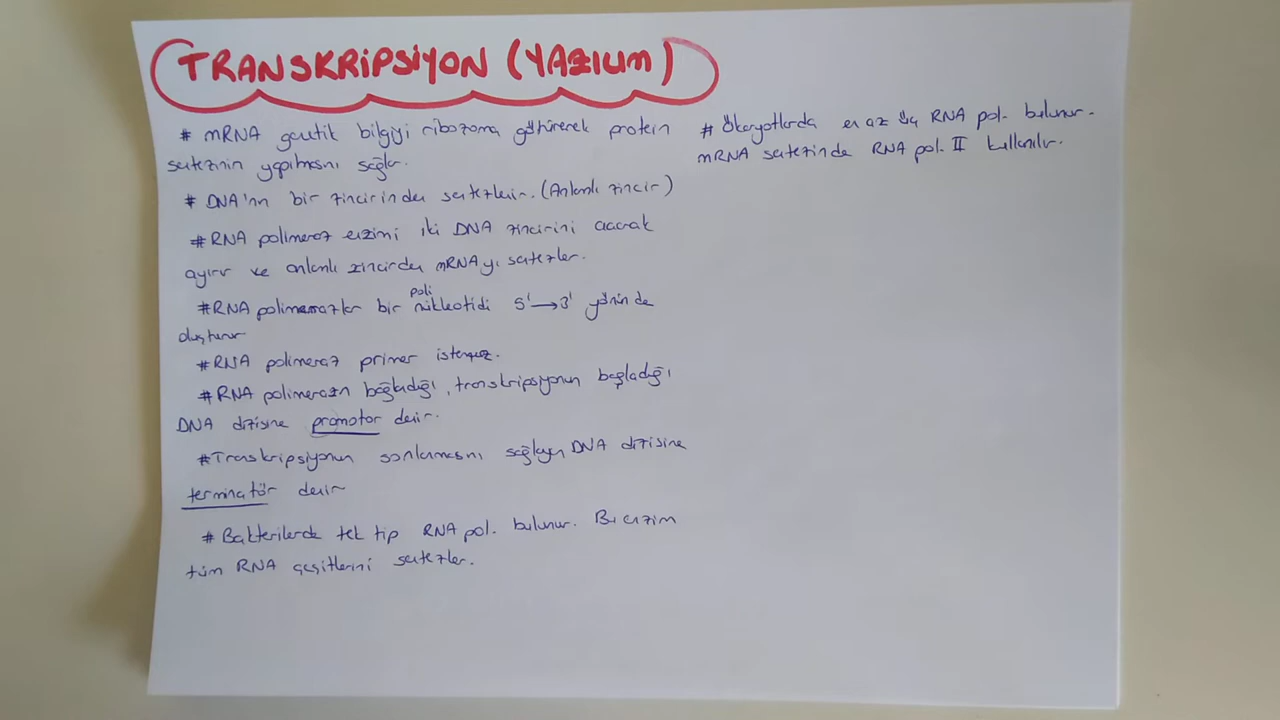 TRANSKRİPSİYON (YAZILIM)
# mRNA genetik bilgiyi ribozoma götürerek protein
sentezinin yapılmasını sağlar.
# DNA'nın bir zincirinden sentezlenir. (Anlamlı zincir)
# RNA polimeraz enzimi iki DNA zincirini açarak
ayırır ve anlamlı zincirden mRNA yı sentezler.
# RNA polimerazlar bir poli nükleotidi 5' → 3' yönünde
oluşturur
# RNA polimeraz primer istemez.
# RNA polimerazın bağladığı, transkripsiyonun başladığı
DNA dizisine promotor denir.
# Transkripsiyonun sonlanmasını sağlayan DNA dizisine
terminatör denir
# Bakterilerde tek tip RNA pol. bulunur. Bu enzim
tüm RNA çeşitlerini sentezler.
# Ökaryotlarda en az üç RNA pol. bulunur.
mRNA sentezinde RNA pol. II kullanılır.